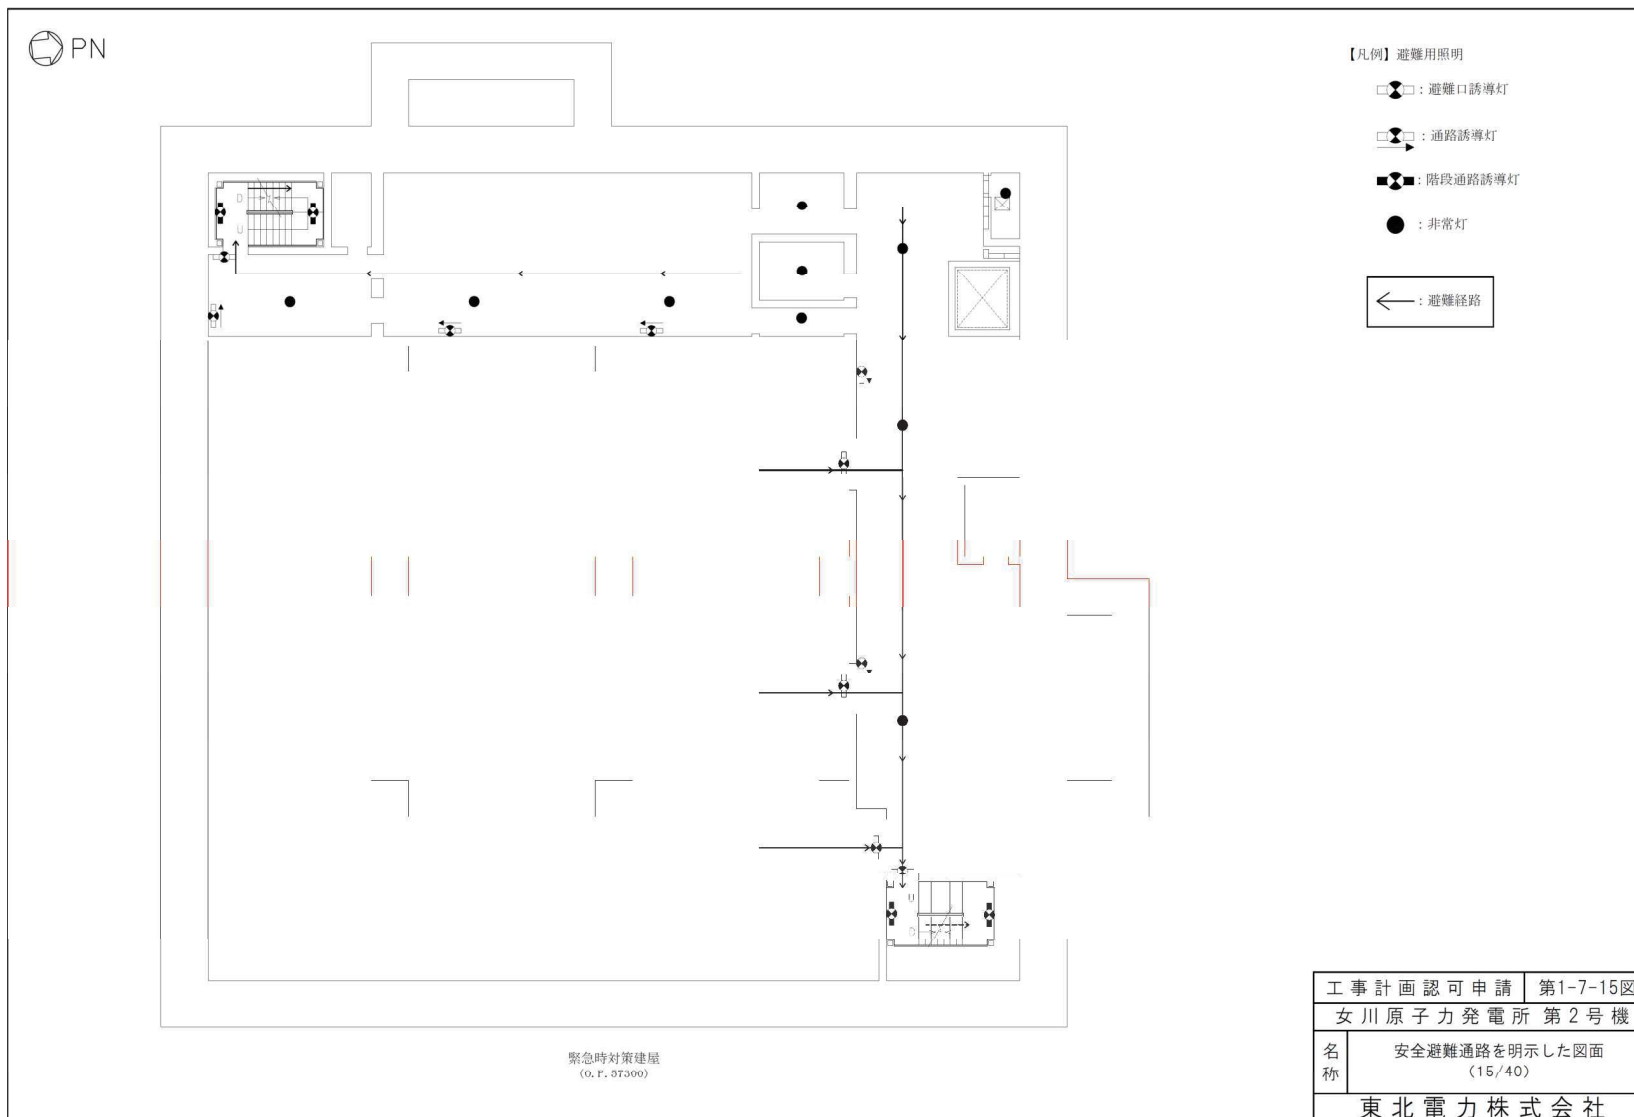 PN
【凡例】避難用照明
：避難口誘導灯
：通路誘導灯
：階段通路誘導灯
：非常灯
：避難経路
D
U
U
D
緊急時対策建屋
(O.P. 57300)
工事計画認可申請 第1-7-15図
女川原子力発電所 第2号機
名称 安全避難通路を明示した図面
(15/40)
東北電力株式会社